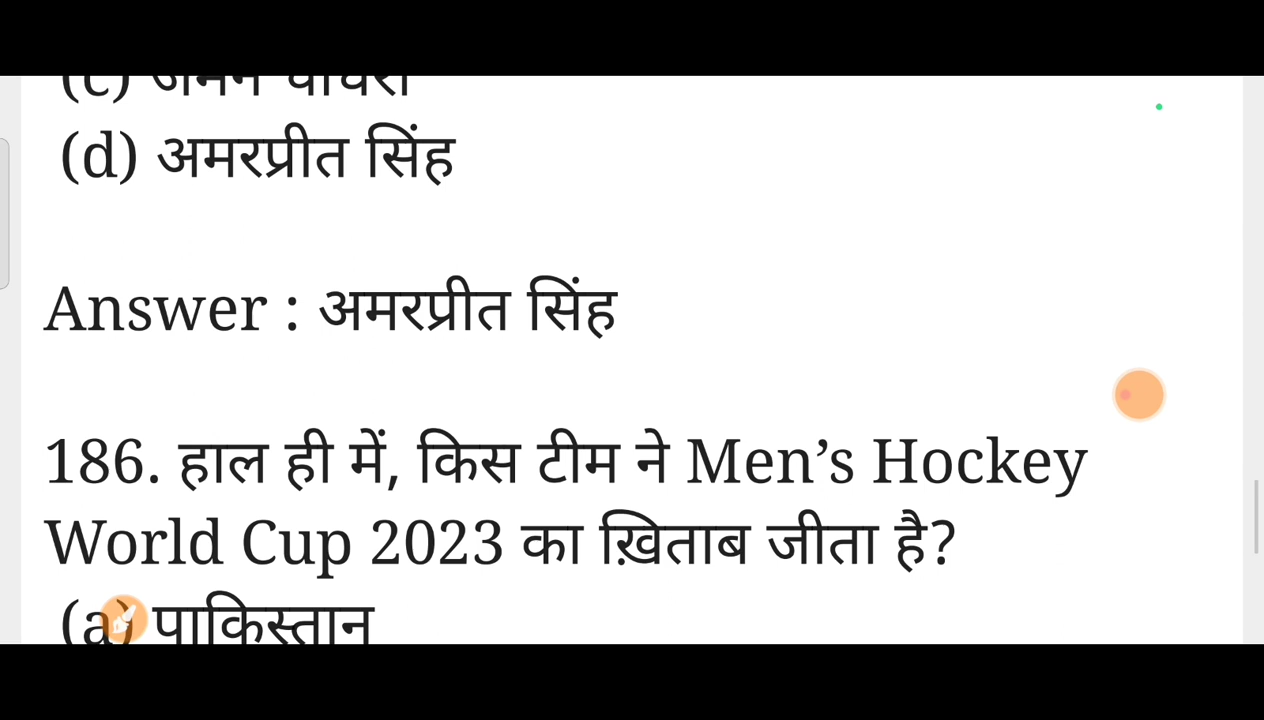 (d) अमरप्रीत सिंह
Answer : अमरप्रीत सिंह
186. हाल ही में, किस टीम ने Men’s Hockey
World Cup 2023 का ख़िताब जीता है?
(a) पाकिस्तान